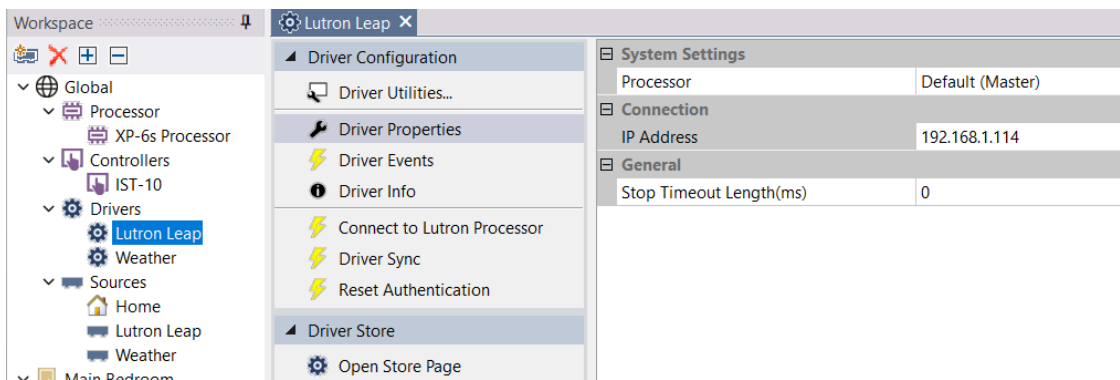 Workspace
Global
Processor
XP-6s Processor
Controllers
IST-10
Drivers
Lutron Leap
Weather
Sources
Home
Lutron Leap
Weather
Main Bedroom
Lutron Leap
Driver Configuration
Driver Utilities...
Driver Properties
Driver Events
Driver Info
Connect to Lutron Processor
Driver Sync
Reset Authentication
Driver Store
Open Store Page
System Settings
Processor Default (Master)
Connection
IP Address 192.168.1.114
General
Stop Timeout Length(ms) 0